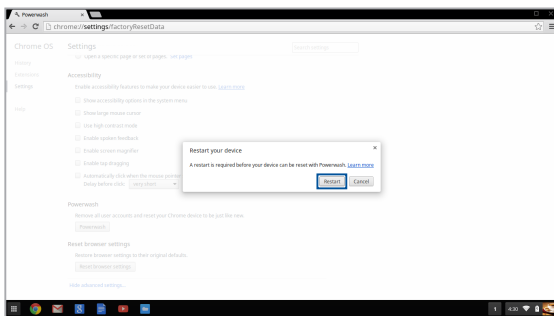 Powerwash
chrome://settings/factoryResetData
Chrome OS
Settings
Search settings
History
Extensions
Settings
Help
Open a specific page or set of pages. Set pages
Accessibility
Enable accessibility features to make your device easier to use. Learn more
Show accessibility options in the system menu
Show large mouse cursor
Use high contrast mode
Enable spoken feedback
Enable screen magnifier
Enable tap dragging
Automatically click when the mouse pointer
Delay before click: very short
Restart your device
A restart is required before your device can be reset with Powerwash. Learn more
Restart Cancel
Powerwash
Remove all user accounts and reset your Chrome device to be just like new.
Powerwash
Reset browser settings
Restore browser settings to their original defaults.
Reset browser settings
Hide advanced settings...
1 4:30